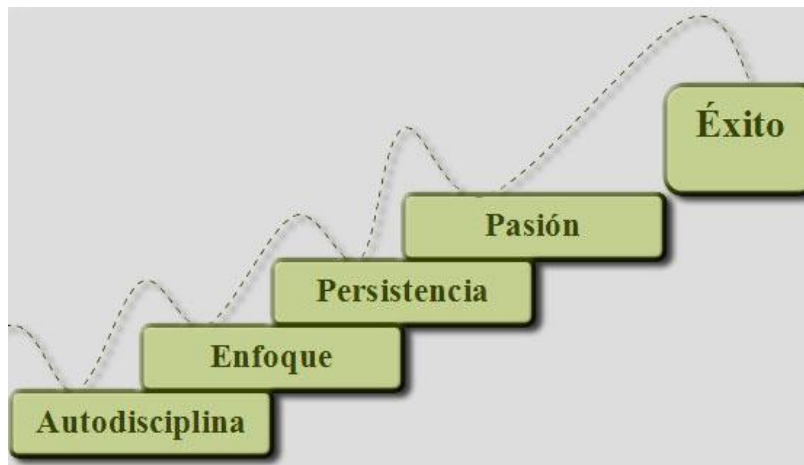 Éxito
Pasión
Persistencia
Enfoque
Autodisciplina